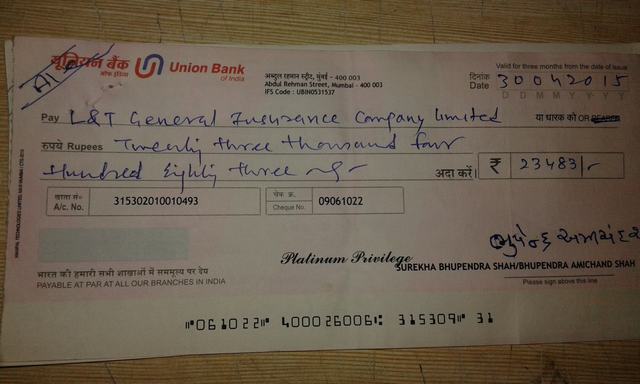 यूनियन बैंक
ऑफ इंडिया
Union Bank
of India
A/c
अब्दुल रहमान स्ट्रीट, मुंबई - 400 003
Abdul Rehman Street, Mumbai - 400 003
IFS Code : UBIN0531537
Valid for three months from the date of issue
दिनांक
Date
30042015
D D M M Y Y Y Y
Pay L&T General Insurance Company Limited या धारक को OR BEARER
रुपये Rupees Twenty three thousand four
Hundred Eighty three अदा करें। ₹ 23483/-
खाता सं०
A/c. No.
315302010010493
चेक क्र.
Cheque No.
09061022
भुपेन्द्र
Platinum Privilege
SUREKHA BHUPENDRA SHAH/BHUPENDRA AMICHAND SHAH
Please sign above this line
भारत की हमारी सभी शाखाओं में सममूल्य पर देय
PAYABLE AT PAR AT ALL OUR BRANCHES IN INDIA
⑈061022⑈ 400026006⑆ 315309⑈ 31